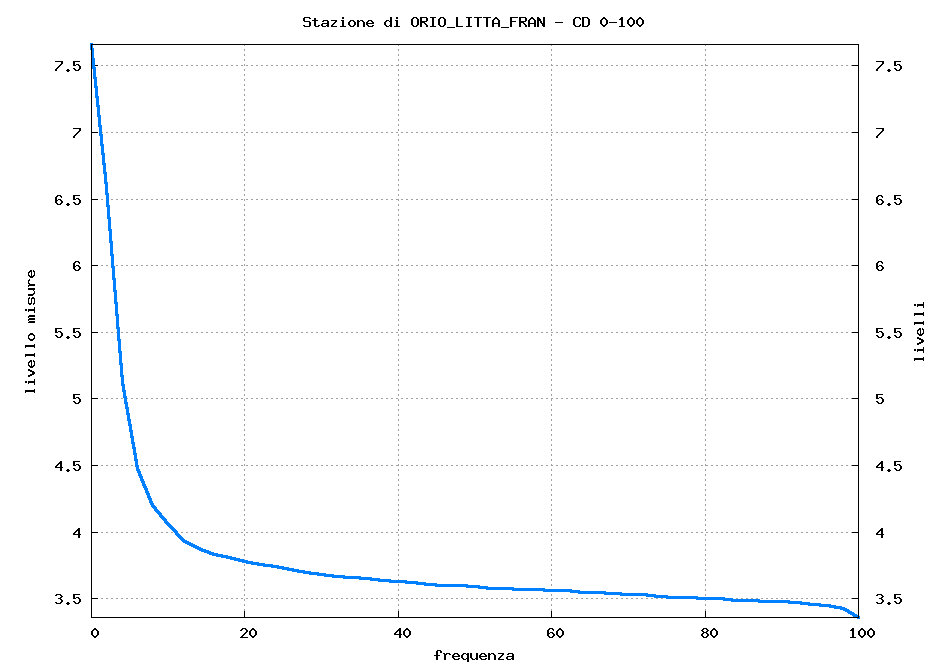 Stazione di ORIO_LITTA_FRAN - CD 0-100
7.5 7.5
7 7
6.5 6.5
6 6
5.5 5.5
5 5
4.5 4.5
4 4
3.5 3.5
livello misure
livelli
0 20 40 60 80 100
frequenza